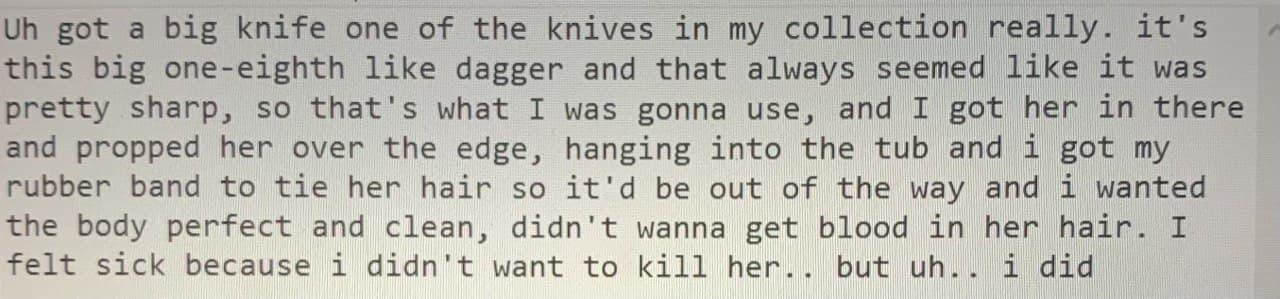 Uh got a big knife one of the knives in my collection really. it's
this big one-eighth like dagger and that always seemed like it was
pretty sharp, so that's what I was gonna use, and I got her in there
and propped her over the edge, hanging into the tub and i got my
rubber band to tie her hair so it'd be out of the way and i wanted
the body perfect and clean, didn't wanna get blood in her hair. I
felt sick because i didn't want to kill her.. but uh.. i did